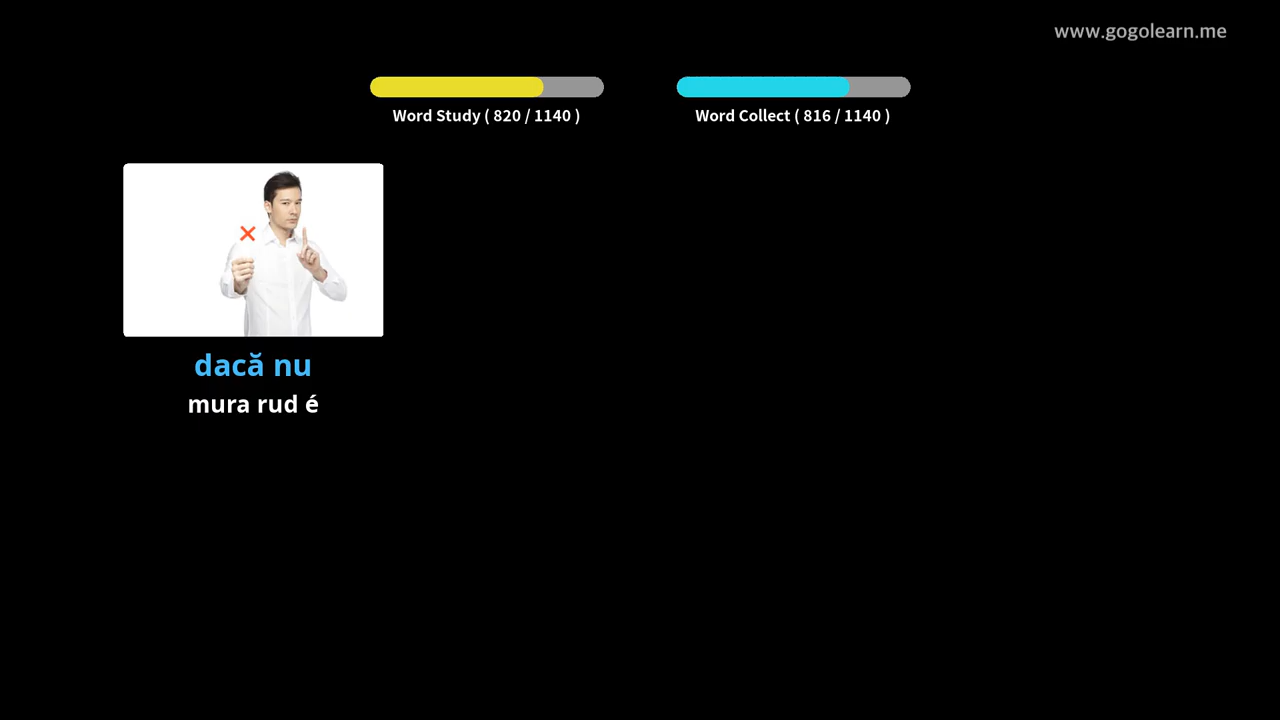 www.gogolearn.me
Word Study ( 820 / 1140 )
Word Collect ( 816 / 1140 )
dacă nu
mura rud é